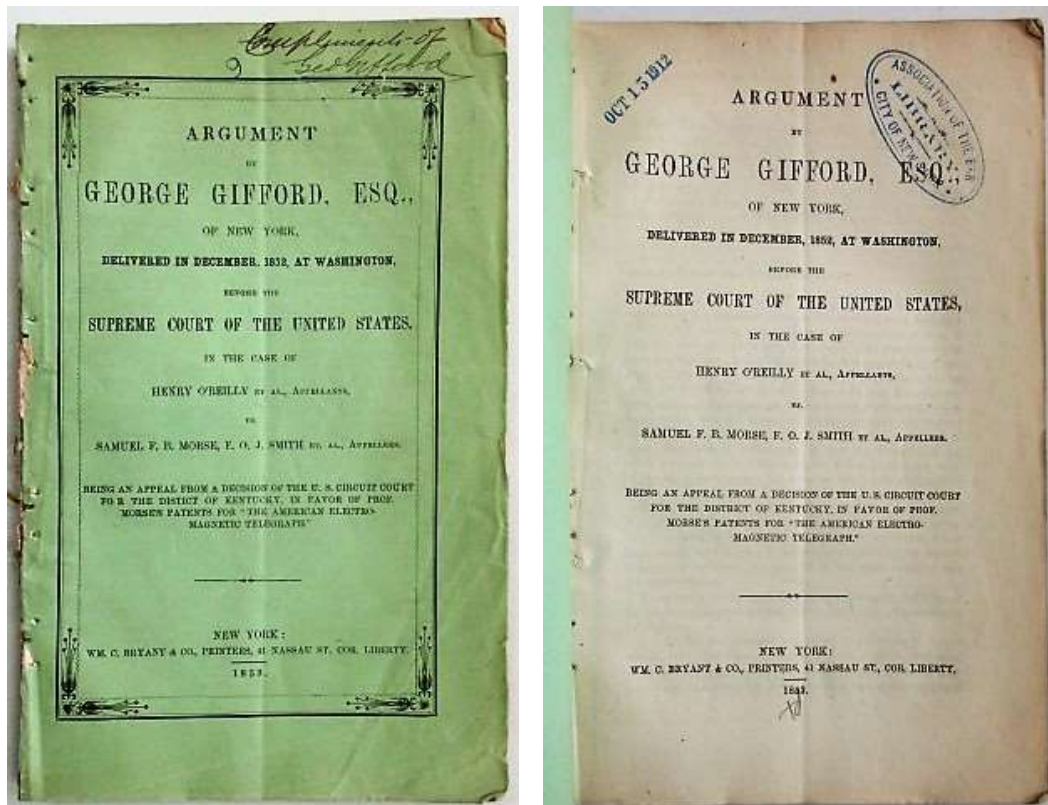 Compliments of
Geo Gifford
ARGUMENT
BY
GEORGE GIFFORD, ESQ.,
OF NEW YORK,
DELIVERED IN DECEMBER, 1852, AT WASHINGTON,
BEFORE THE
SUPREME COURT OF THE UNITED STATES,
IN THE CASE OF
HENRY O'REILLY ET AL., APPELLANTS,
VS.
SAMUEL F. B. MORSE, F. O. J. SMITH ET AL., APPELLEES.
BEING AN APPEAL FROM A DECISION OF THE U. S. CIRCUIT COURT
FOR THE DISTICT OF KENTUCKY, IN FAVOR OF PROF.
MORSE'S PATENTS FOR "THE AMERICAN ELECTRO-
MAGNETIC TELEGRAPH"
NEW YORK:
WM. C. BRYANT & CO., PRINTERS, 41 NASSAU ST. COR. LIBERTY.
1853.
OCT 15 1912
ASSOCIATION OF THE BAR
LIBRARY
CITY OF NEW
ARGUMENT
BY
GEORGE GIFFORD, ESQ.,
OF NEW YORK,
DELIVERED IN DECEMBER, 1852, AT WASHINGTON,
BEFORE THE
SUPREME COURT OF THE UNITED STATES,
IN THE CASE OF
HENRY O'REILLY ET AL., APPELLANTS,
VS.
SAMUEL F. B. MORSE, F. O. J. SMITH ET AL., APPELLEES.
BEING AN APPEAL FROM A DECISION OF THE U. S. CIRCUIT COURT
FOR THE DISTRICT OF KENTUCKY, IN FAVOR OF PROF.
MORSE'S PATENTS FOR "THE AMERICAN ELECTRO-
MAGNETIC TELEGRAPH."
NEW YORK:
WM. C. BRYANT & CO., PRINTERS, 41 NASSAU ST., COR. LIBERTY.
1853.